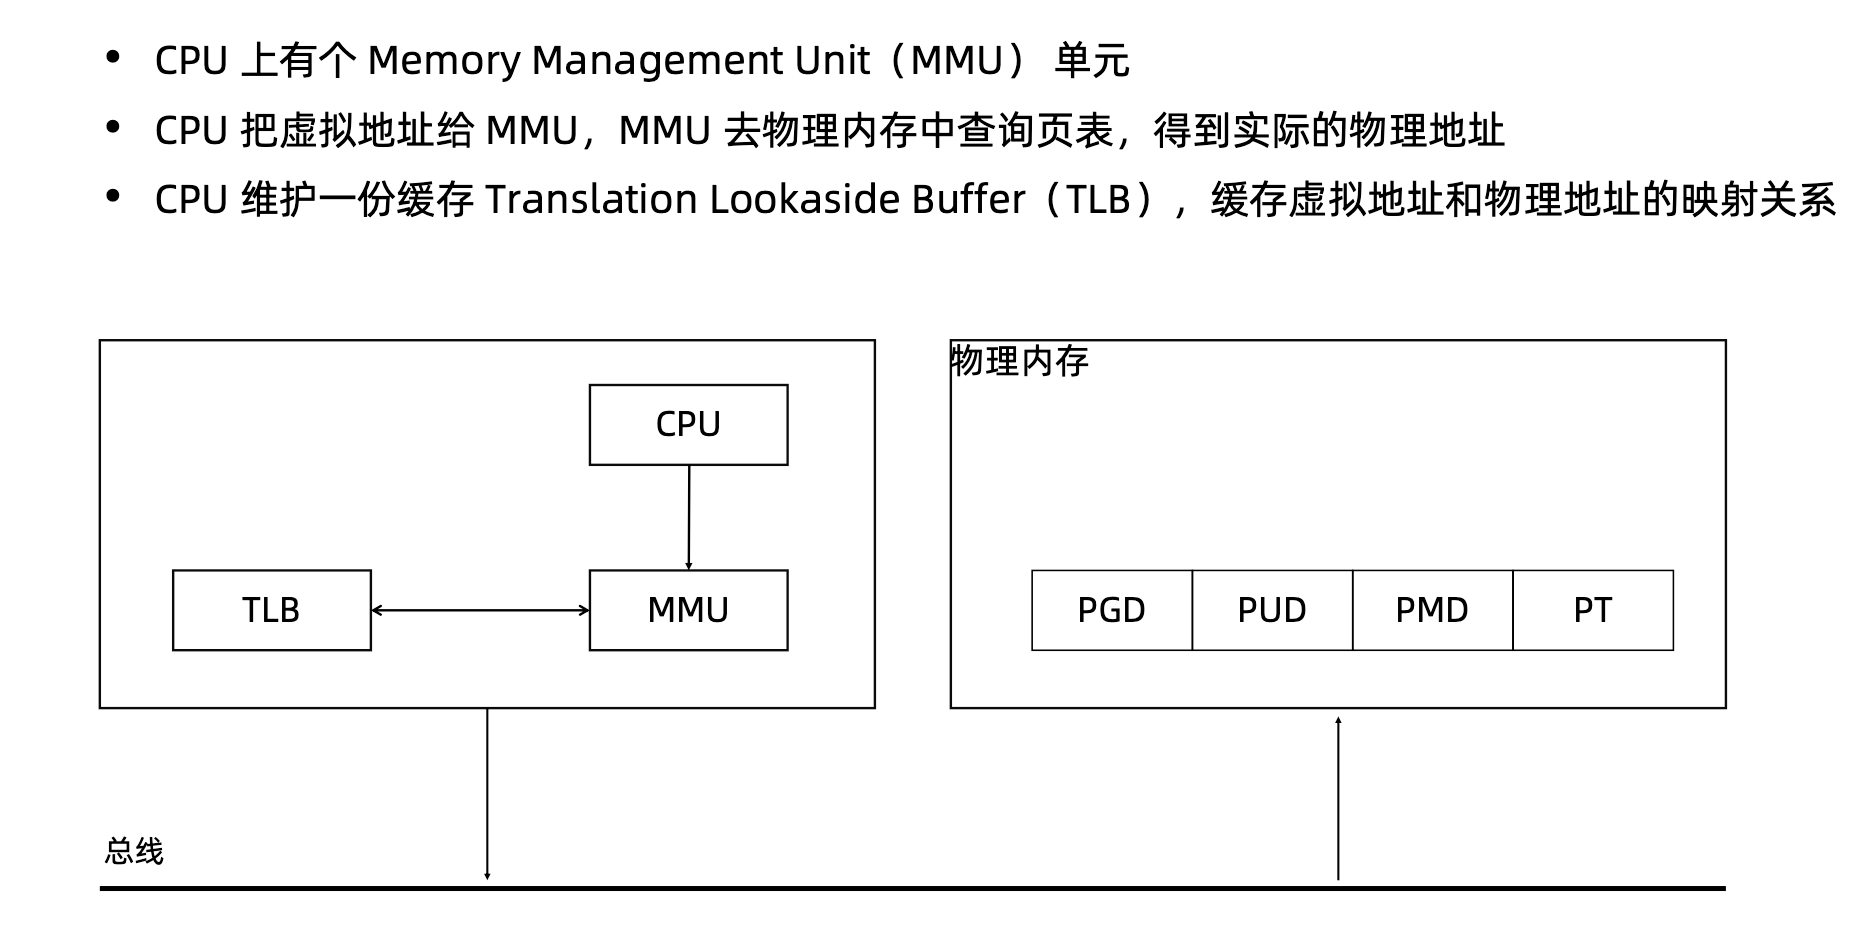 • CPU 上有个 Memory Management Unit（MMU） 单元
• CPU 把虚拟地址给 MMU，MMU 去物理内存中查询页表，得到实际的物理地址
• CPU 维护一份缓存 Translation Lookaside Buffer（TLB），缓存虚拟地址和物理地址的映射关系
物理内存
CPU
TLB
MMU
PGD
PUD
PMD
PT
总线